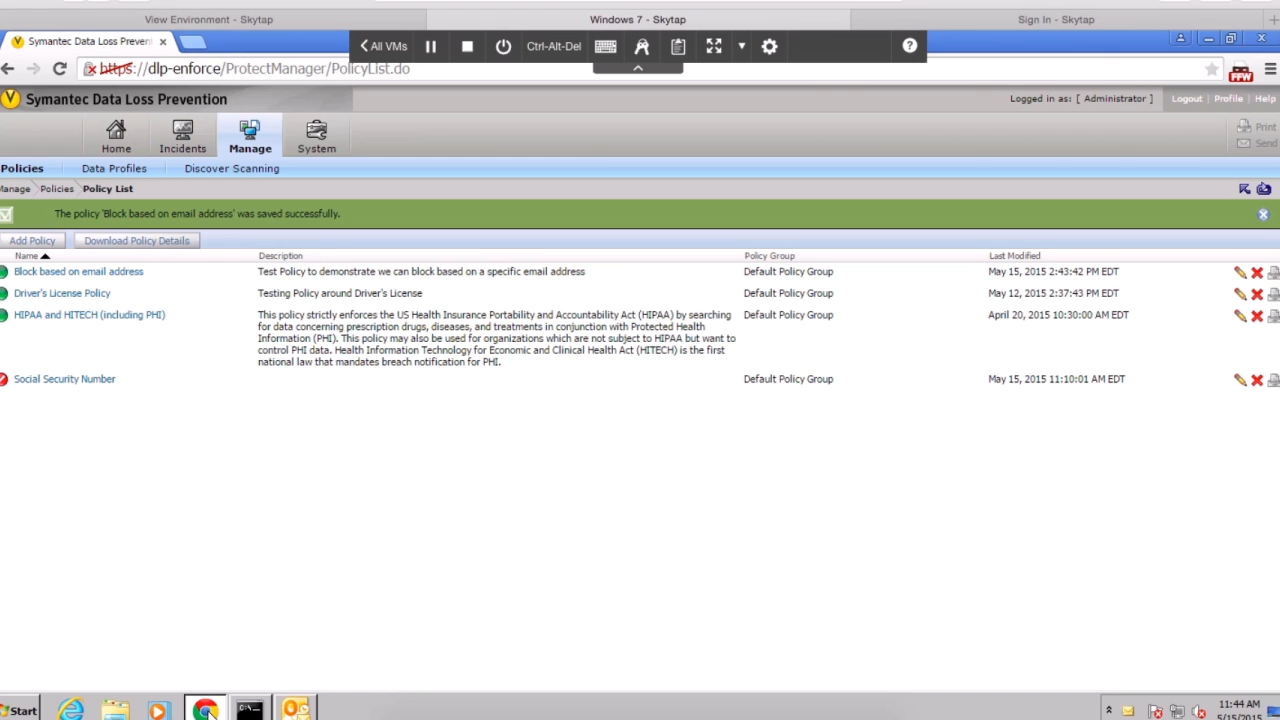 View Environment - Skytap
Windows 7 - Skytap
Sign In - Skytap
Symantec Data Loss Preven
All VMs
Ctrl-Alt-Del
https://dlp-enforce/ProtectManager/PolicyList.do
FFW
Symantec Data Loss Prevention
Logged in as: [ Administrator ]
Logout
Profile
Help
Home
Incidents
Manage
System
Print
Send
Policies
Data Profiles
Discover Scanning
Manage
Policies
Policy List
The policy 'Block based on email address' was saved successfully.
Add Policy
Download Policy Details
Name
Description
Policy Group
Last Modified
Block based on email address
Test Policy to demonstrate we can block based on a specific email address
Default Policy Group
May 15, 2015 2:43:42 PM EDT
Driver's License Policy
Testing Policy around Driver's License
Default Policy Group
May 12, 2015 2:37:43 PM EDT
HIPAA and HITECH (including PHI)
This policy strictly enforces the US Health Insurance Portability and Accountability Act (HIPAA) by searching
for data concerning prescription drugs, diseases, and treatments in conjunction with Protected Health
Information (PHI). This policy may also be used for organizations which are not subject to HIPAA but want to
control PHI data. Health Information Technology for Economic and Clinical Health Act (HITECH) is the first
national law that mandates breach notification for PHI.
Default Policy Group
April 20, 2015 10:30:00 AM EDT
Social Security Number
Default Policy Group
May 15, 2015 11:10:01 AM EDT
Start
11:44 AM
5/15/2015